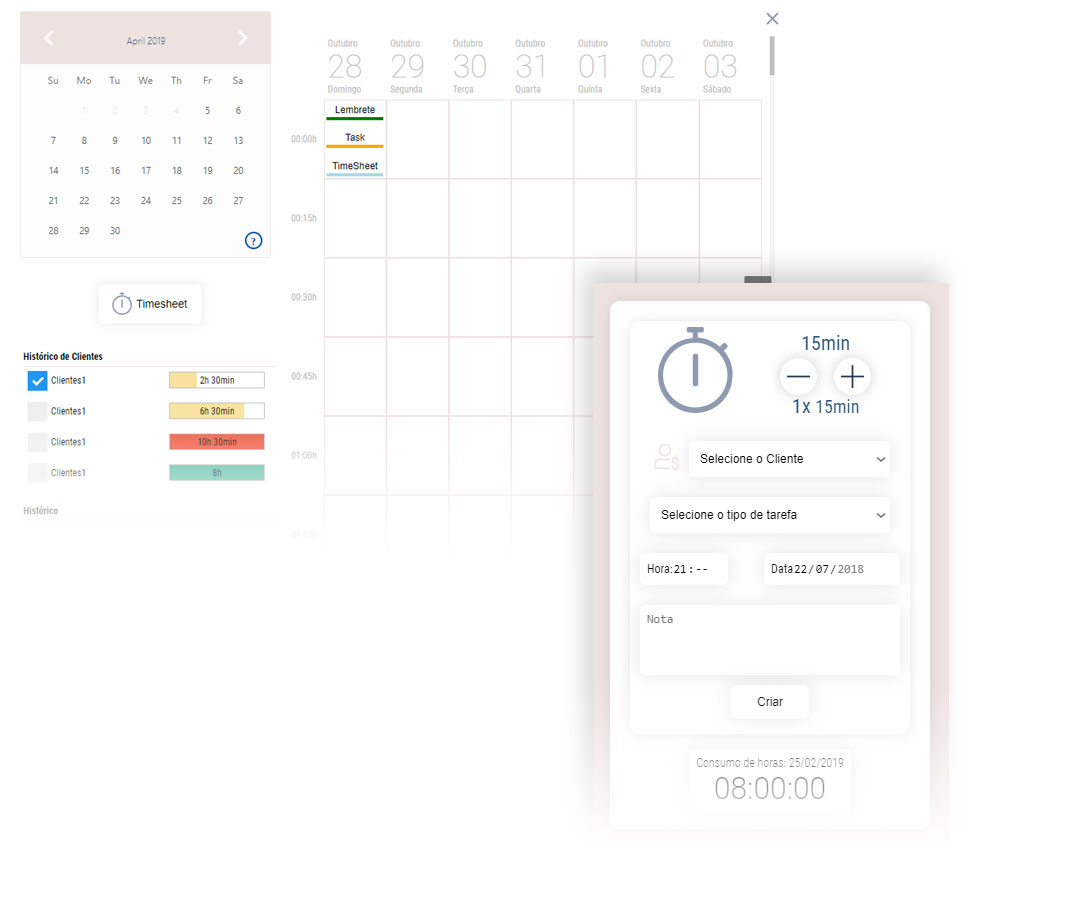 April 2019
Su Mo Tu We Th Fr Sa
1 2 3 4 5 6
7 8 9 10 11 12 13
14 15 16 17 18 19 20
21 22 23 24 25 26 27
28 29 30
?
Timesheet
Histórico de Clientes
Clientes1 2h 30min
Clientes1 6h 30min
Clientes1 10h 30min
Clientes1 8h
Histórico
Outubro Outubro Outubro Outubro Outubro Outubro Outubro
28 29 30 31 01 02 03
Domingo Segunda Terça Quarta Quinta Sexta Sábado
Lembrete
00:00h Task
TimeSheet
00:15h
00:30h
00:45h
01:00h
01:15h
15min
1x 15min
Selecione o Cliente
Selecione o tipo de tarefa
Hora: 21:-- Data 22/07/2018
Nota
Criar
Consumo de horas: 25/02/2019
08:00:00